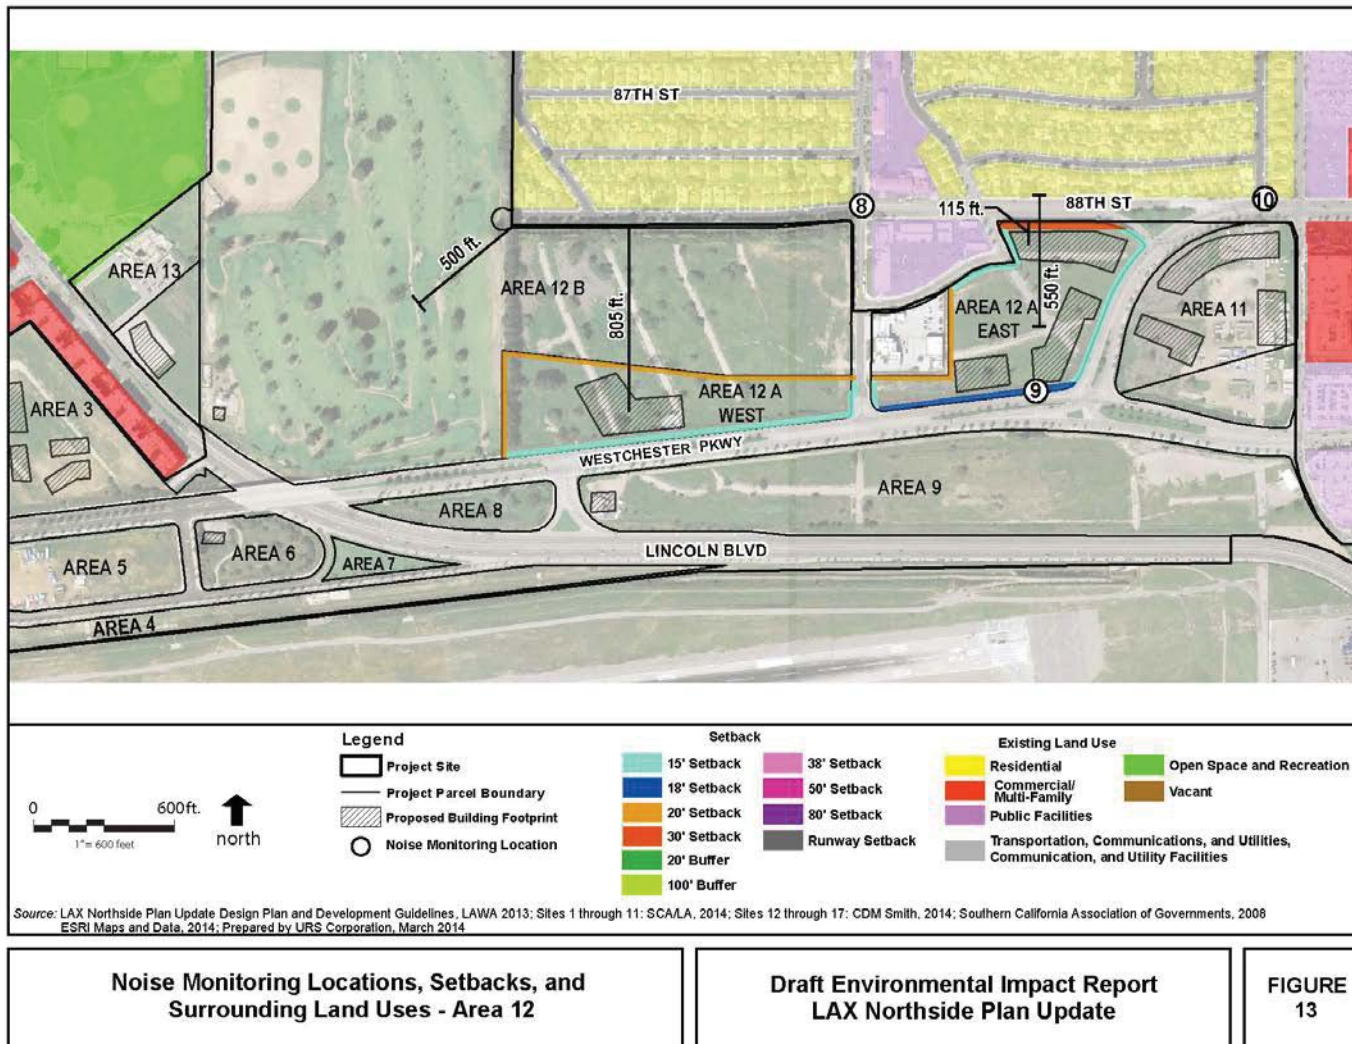 87TH ST
8
10
88TH ST
115 ft.
500 ft.
AREA 13
AREA 12 B
805 ft.
550 ft.
AREA 12 A
EAST
AREA 11
AREA 12 A
WEST
9
AREA 3
WESTCHESTER PKWY
AREA 9
AREA 8
AREA 5
AREA 6
AREA 7
LINCOLN BLVD
AREA 4
0 600 ft.
1"= 600 feet
north
Legend
Project Site
Project Parcel Boundary
Proposed Building Footprint
Noise Monitoring Location
Setback
15' Setback
18' Setback
20' Setback
30' Setback
20' Buffer
100' Buffer
38' Setback
50' Setback
80' Setback
Runway Setback
Existing Land Use
Residential
Commercial/
Multi-Family
Public Facilities
Transportation, Communications, and Utilities,
Communication, and Utility Facilities
Open Space and Recreation
Vacant
Source: LAX Northside Plan Update Design Plan and Development Guidelines, LAWA 2013; Sites 1 through 11: SCA/LA, 2014; Sites 12 through 17: CDM Smith, 2014; Southern California Association of Governments, 2008
ESRI Maps and Data, 2014; Prepared by URS Corporation, March 2014
Noise Monitoring Locations, Setbacks, and
Surrounding Land Uses - Area 12
Draft Environmental Impact Report
LAX Northside Plan Update
FIGURE
13